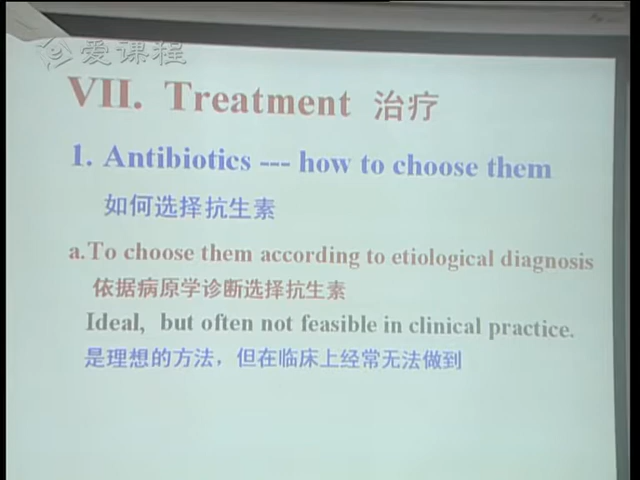 爱课程
VII. Treatment 治疗
1. Antibiotics --- how to choose them
如何选择抗生素
a.To choose them according to etiological diagnosis
依据病原学诊断选择抗生素
Ideal, but often not feasible in clinical practice.
是理想的方法，但在临床上经常无法做到